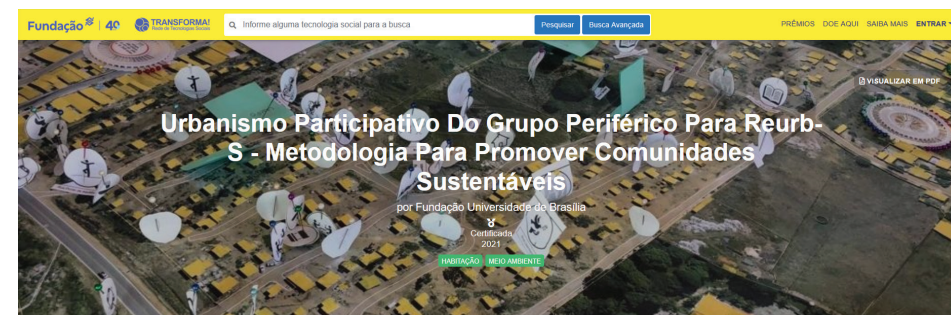 Fundação | 40 TRANSFORMA! Informe alguma tecnologia social para a busca Pesquisar Busca Avançada PRÊMIOS DOE AQUI SAIBA MAIS ENTRAR
Rede de Tecnologias Sociais
VISUALIZAR EM PDF
Urbanismo Participativo Do Grupo Periférico Para Reurb-
S - Metodologia Para Promover Comunidades
Sustentáveis
por Fundação Universidade de Brasília
Certificada
2021
HABITAÇÃO MEIO AMBIENTE